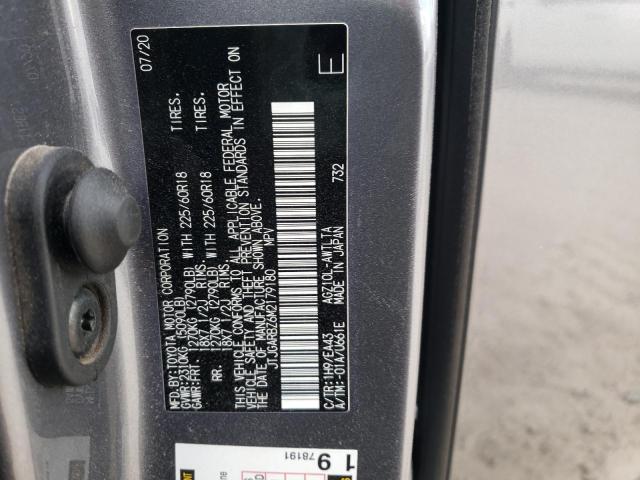 MFD.BY:TOYOTA MOTOR CORPORATION 07/20
GVWR:2310KG (5090LB)
GAWR:FRT. 1270KG (2790LB) WITH 225/60R18 TIRES.
18X7 1/2J RIMS.
RR. 1270KG (2790LB) WITH 225/60R18 TIRES.
18X7 1/2J RIMS.
THIS VEHICLE CONFORMS TO ALL APPLICABLE FEDERAL MOTOR
VEHICLE SAFETY AND THEFT PREVENTION STANDARDS IN EFFECT ON
THE DATE OF MANUFACTURE SHOWN ABOVE.
JTJGARBZ6M2179180 MPV E
C/TR:1H9/EA43 AGZ10L-AWTLTA 732
A/TM:-01A/U661E MADE IN JAPAN
1 9
78191